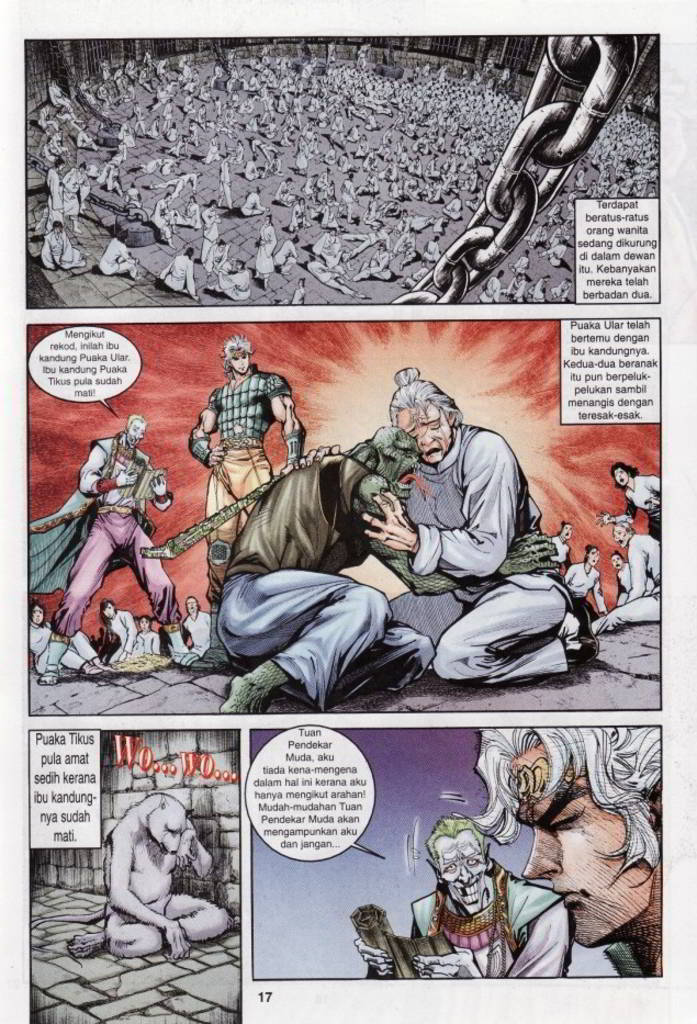 Terdapat
beratus-ratus
orang wanita
sedang dikurung
di dalam dewan
itu. Kebanyakan
mereka telah
berbadan dua.
Mengikut
rekod, inilah ibu
kandung Puaka Ular.
Ibu kandung Puaka
Tikus pula sudah
mati!
Puaka Ular telah
bertemu dengan
ibu kandungnya.
Kedua-dua beranak
itu pun berpeluk-
pelukan sambil
menangis dengan
teresak-esak.
Puaka Tikus
pula amat
sedih kerana
ibu kandung-
nya sudah
mati.
Wo... Wo...
Tuan
Pendekar
Muda, aku
tiada kena-mengena
dalam hal ini kerana aku
hanya mengikut arahan!
Mudah-mudahan Tuan
Pendekar Muda akan
mengampunkan aku
dan jangan...
17